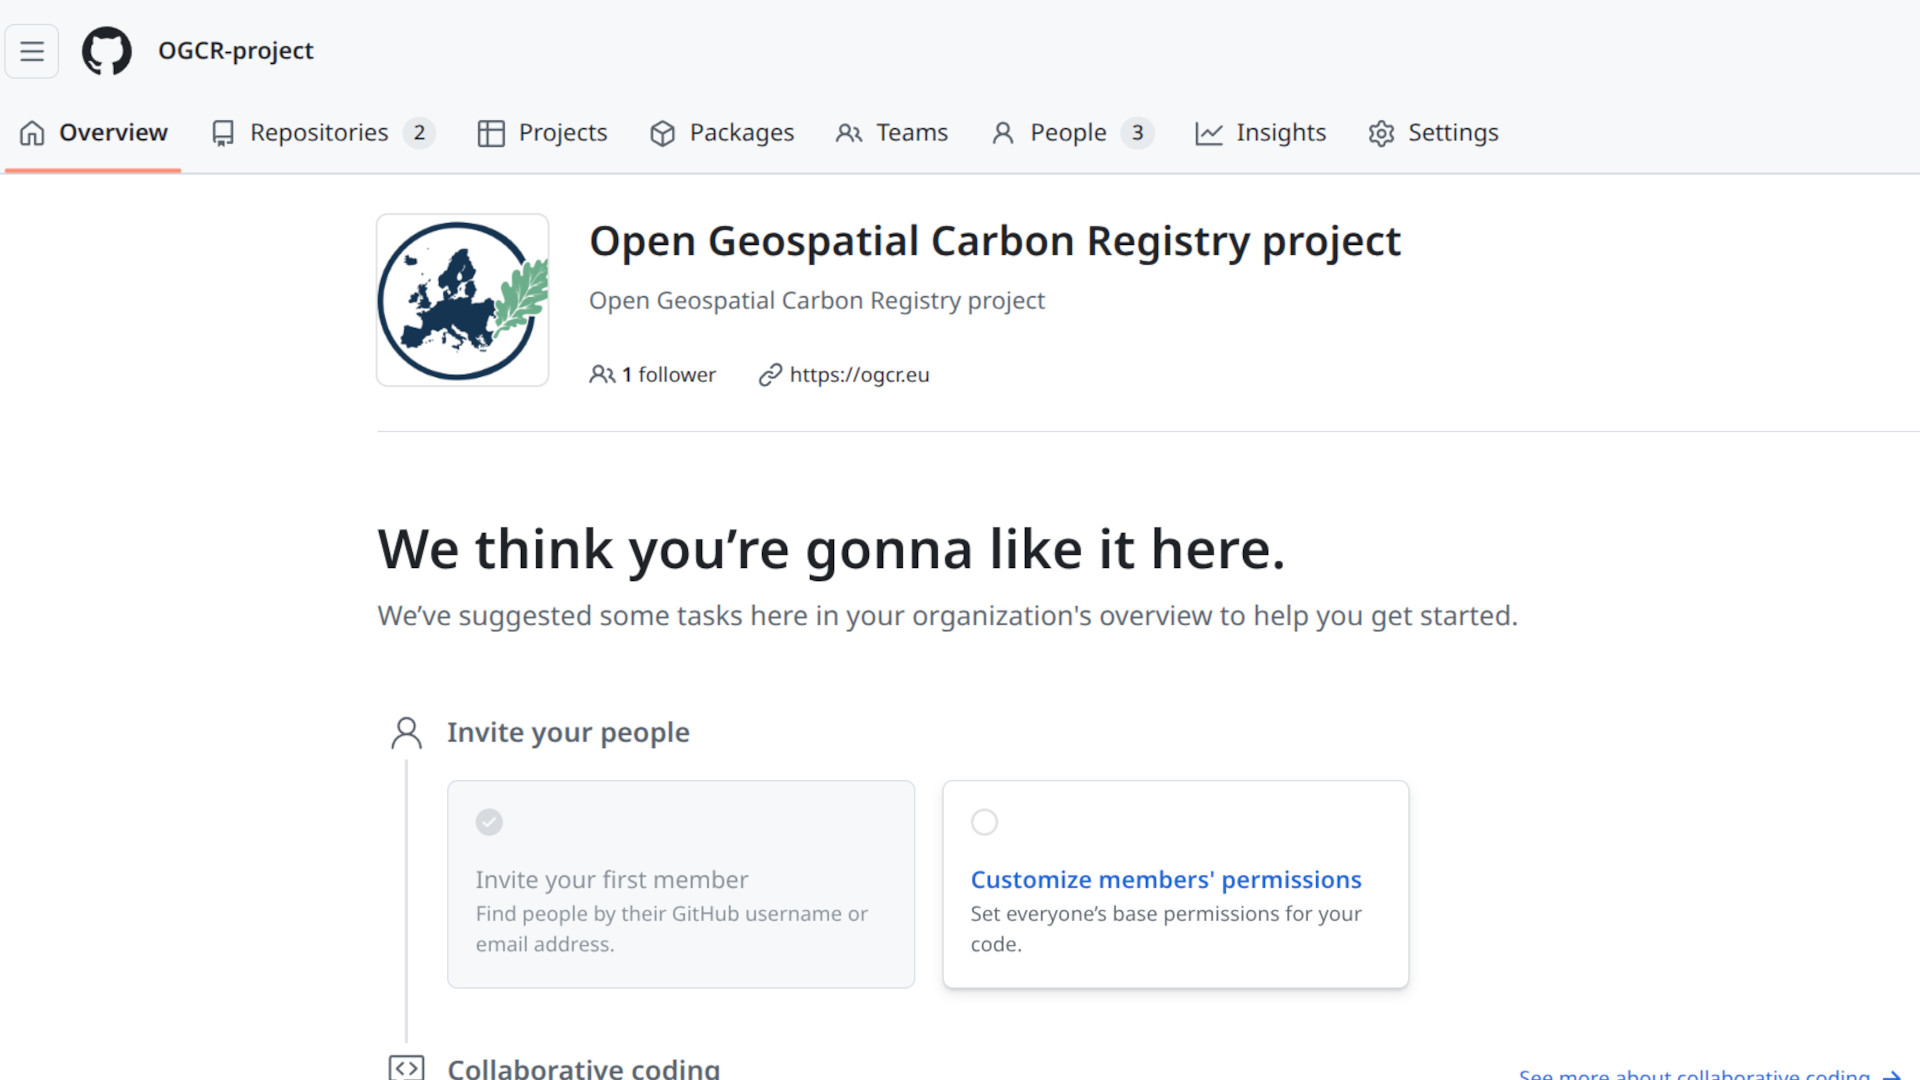 OGCR-project
Overview Repositories 2 Projects Packages Teams People 3 Insights Settings
Open Geospatial Carbon Registry project
Open Geospatial Carbon Registry project
1 follower https://ogcr.eu
We think you’re gonna like it here.
We’ve suggested some tasks here in your organization's overview to help you get started.
Invite your people
Invite your first member
Find people by their GitHub username or
email address.
Customize members' permissions
Set everyone’s base permissions for your
code.
Collaborative coding
See more about collaborative coding